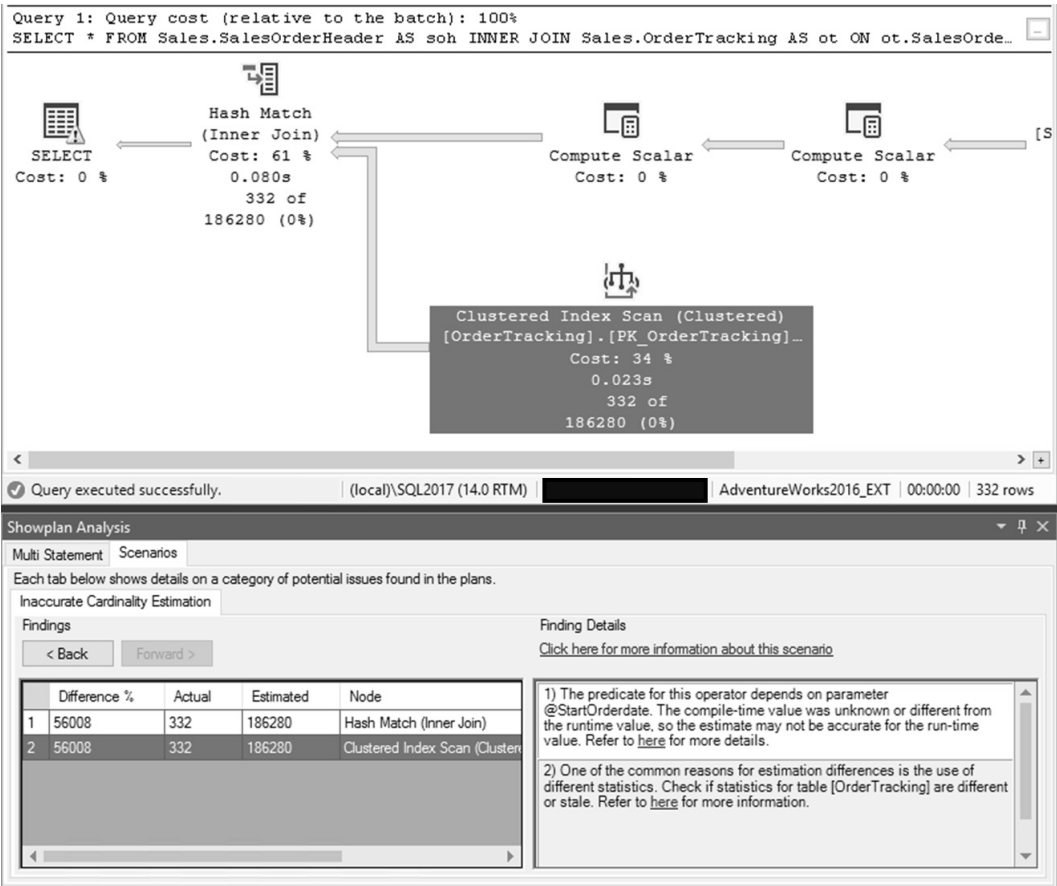 Query 1: Query cost (relative to the batch): 100%
SELECT * FROM Sales.SalesOrderHeader AS soh INNER JOIN Sales.OrderTracking AS ot ON ot.SalesOrde…
SELECT
Cost: 0 %
Hash Match
(Inner Join)
Cost: 61 %
0.080s
332 of
186280 (0%)
Compute Scalar
Cost: 0 %
Compute Scalar
Cost: 0 %
[S
Clustered Index Scan (Clustered)
[OrderTracking].[PK_OrderTracking]…
Cost: 34 %
0.023s
332 of
186280 (0%)
Query executed successfully.
(local)\SQL2017 (14.0 RTM)
AdventureWorks2016_EXT
00:00:00
332 rows
Showplan Analysis
Multi Statement
Scenarios
Each tab below shows details on a category of potential issues found in the plans.
Inaccurate Cardinality Estimation
Findings
< Back
Forward >
Difference % Actual Estimated Node
1 56008 332 186280 Hash Match (Inner Join)
2 56008 332 186280 Clustered Index Scan (Clustere
Finding Details
Click here for more information about this scenario
1) The predicate for this operator depends on parameter
@StartOrderdate. The compile-time value was unknown or different from
the runtime value, so the estimate may not be accurate for the run-time
value. Refer to here for more details.
2) One of the common reasons for estimation differences is the use of
different statistics. Check if statistics for table [OrderTracking] are different
or stale. Refer to here for more information.